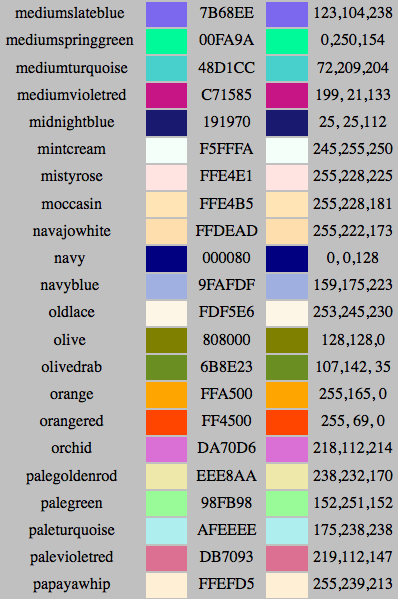 mediumslateblue 7B68EE 123,104,238
mediumspringgreen 00FA9A 0,250,154
mediumturquoise 48D1CC 72,209,204
mediumvioletred C71585 199, 21,133
midnightblue 191970 25, 25,112
mintcream F5FFFA 245,255,250
mistyrose FFE4E1 255,228,225
moccasin FFE4B5 255,228,181
navajowhite FFDEAD 255,222,173
navy 000080 0, 0,128
navyblue 9FAFDF 159,175,223
oldlace FDF5E6 253,245,230
olive 808000 128,128,0
olivedrab 6B8E23 107,142, 35
orange FFA500 255,165, 0
orangered FF4500 255, 69, 0
orchid DA70D6 218,112,214
palegoldenrod EEE8AA 238,232,170
palegreen 98FB98 152,251,152
paleturquoise AFEEEE 175,238,238
palevioletred DB7093 219,112,147
papayawhip FFEFD5 255,239,213